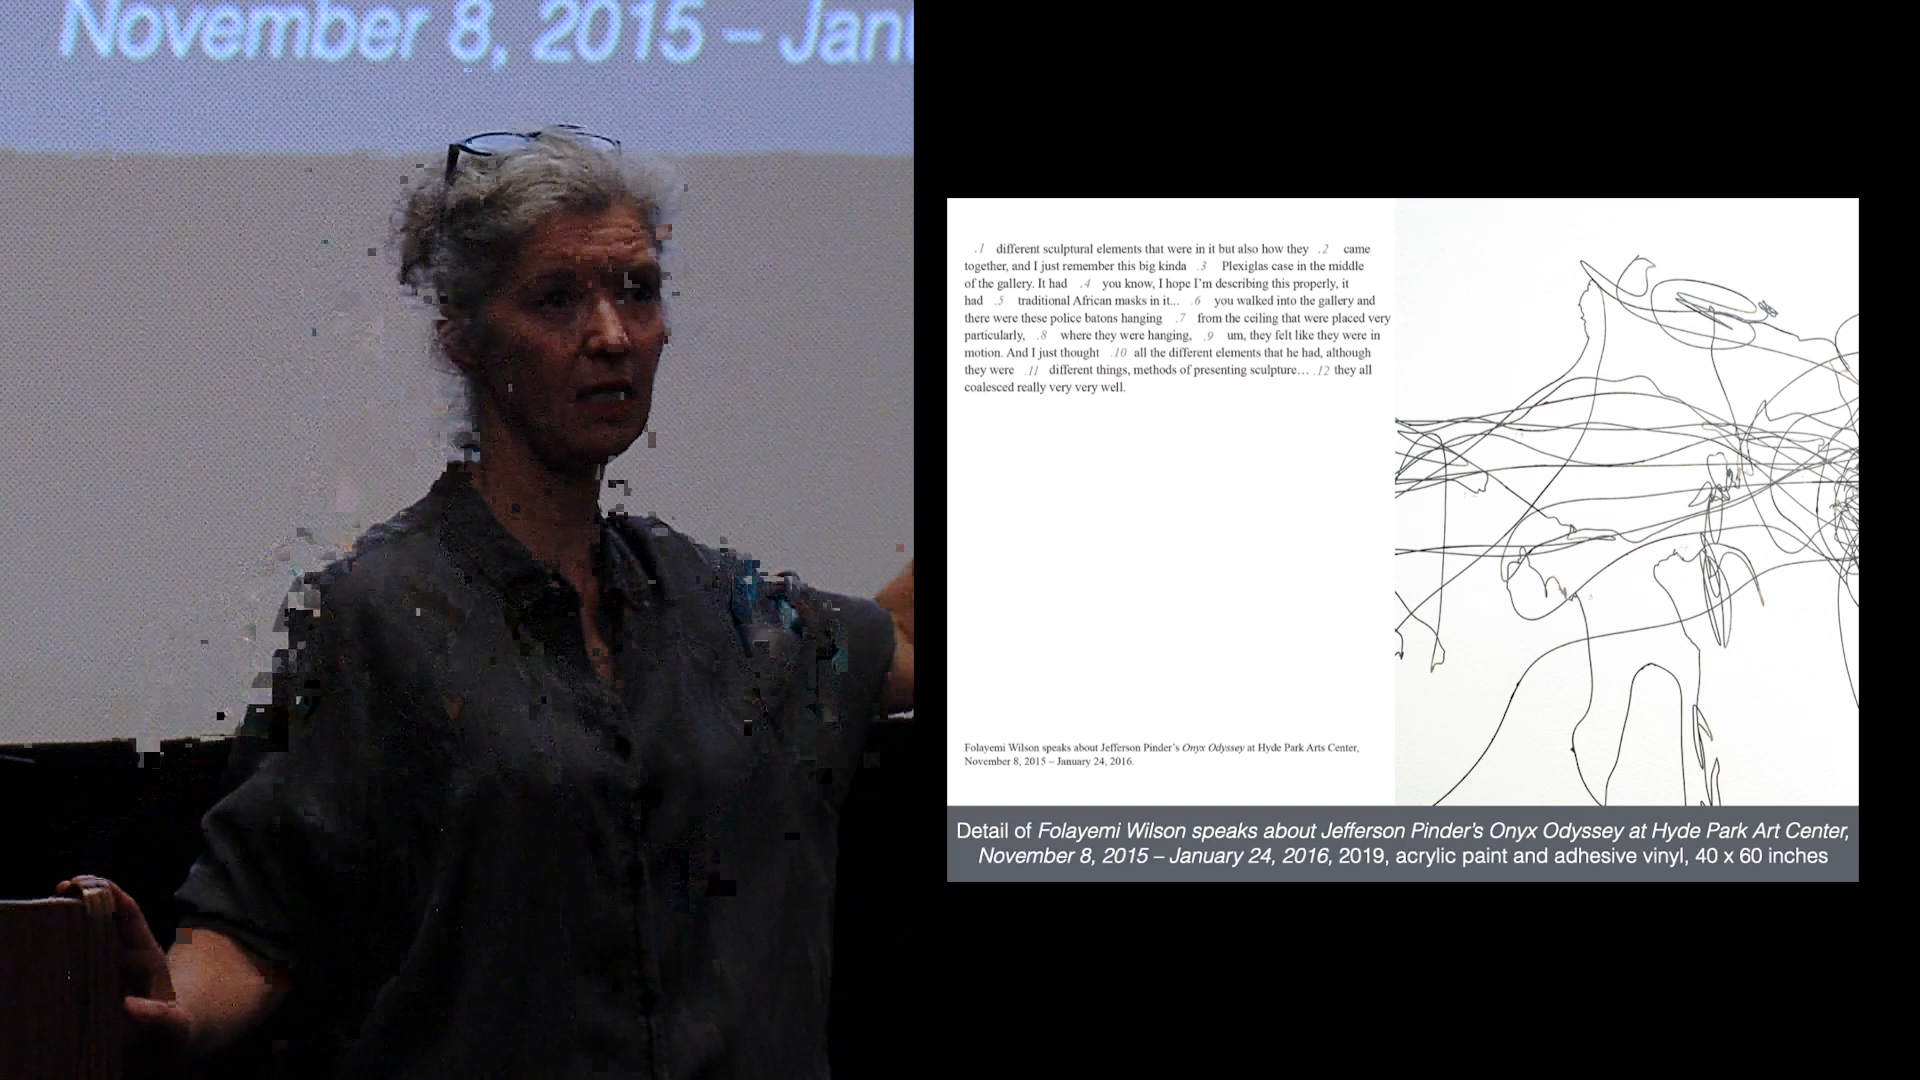 November 8, 2015 – Jan
.1 different sculptural elements that were in it but also how they .2 came
together, and I just remember this big kinda .3 Plexiglas case in the middle
of the gallery. It had .4 you know, I hope I'm describing this properly, it
had .5 traditional African masks in it... .6 you walked into the gallery and
there were these police batons hanging .7 from the ceiling that were placed very
particularly, .8 where they were hanging, .9 um, they felt like they were in
motion. And I just thought .10 all the different elements that he had, although
they were .11 different things, methods of presenting sculpture... .12 they all
coalesced really very very well.
Folayemi Wilson speaks about Jefferson Pinder's Onyx Odyssey at Hyde Park Arts Center,
November 8, 2015 – January 24, 2016.
Detail of Folayemi Wilson speaks about Jefferson Pinder's Onyx Odyssey at Hyde Park Art Center,
November 8, 2015 – January 24, 2016, 2019, acrylic paint and adhesive vinyl, 40 x 60 inches